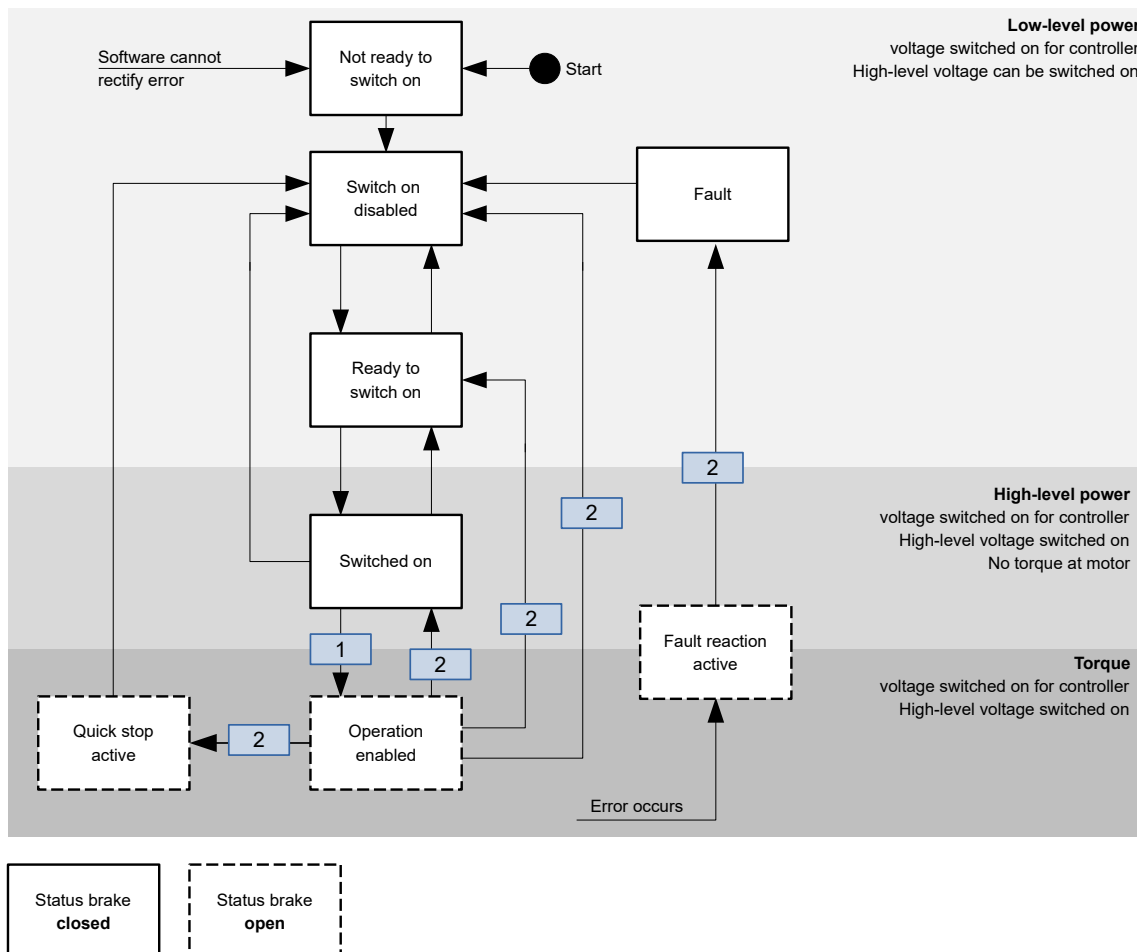 Low-level power
voltage switched on for controller
High-level voltage can be switched on
Software cannot
rectify error
Not ready to
switch on
Start
Switch on
disabled
Fault
Ready to
switch on
2
High-level power
voltage switched on for controller
High-level voltage switched on
No torque at motor
2
Switched on
2
1
2
Fault reaction
active
Torque
voltage switched on for controller
High-level voltage switched on
Quick stop
active
2
Operation
enabled
Error occurs
Status brake
closed
Status brake
open